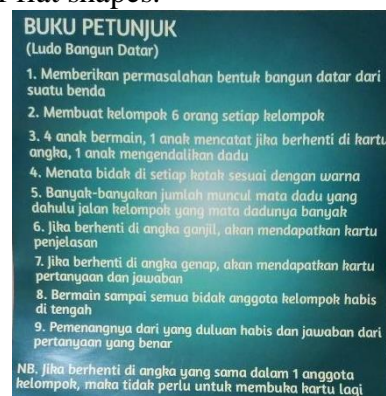 BUKU PETUNJUK
(Ludo Bangun Datar)
1. Memberikan permasalahan bentuk bangun datar dari
suatu benda
2. Membuat kelompok 6 orang setiap kelompok
3. 4 anak bermain, 1 anak mencatat jika berhenti di kartu
angka, 1 anak mengendalikan dadu
4. Menata bidak di setiap kotak sesuai dengan warna
5. Banyak-banyakan jumlah muncul mata dadu yang
dahulu jalan kelompok yang mata dadunya banyak
6. Jika berhenti di angka ganjil, akan mendapatkan kartu
penjelasan
7. Jika berhenti di angka genap, akan mendapatkan kartu
pertanyaan dan jawaban
8. Bermain sampai semua bidak anggota kelompok habis
di tengah
9. Pemenangnya dari yang duluan habis dan jawaban dari
pertanyaan yang benar
NB. Jika berhenti di angka yang sama dalam 1 anggota
kelompok, maka tidak perlu untuk membuka kartu lagi